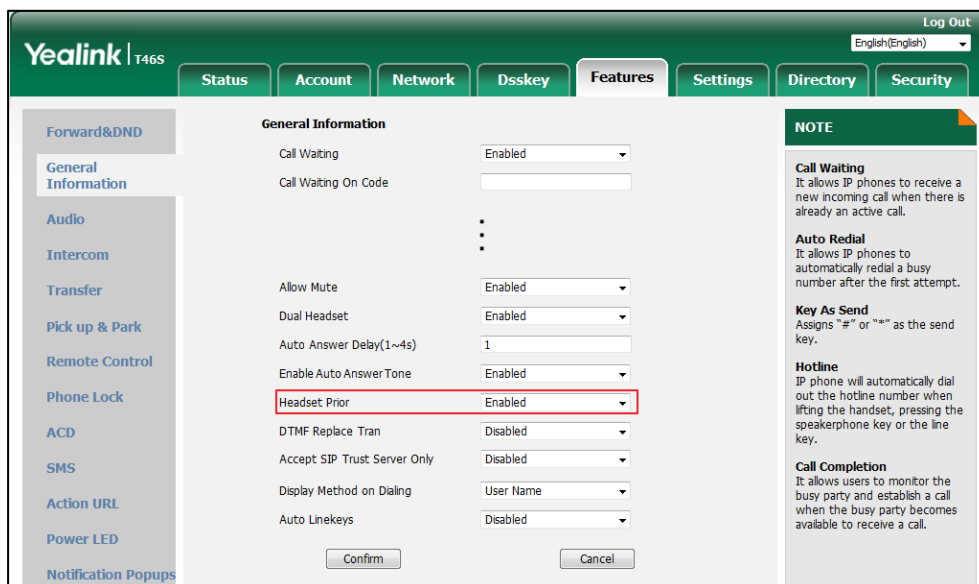 Log Out
English(English)
Yealink T46S
Status Account Network Dsskey Features Settings Directory Security
Forward&DND
General
Information
Audio
Intercom
Transfer
Pick up & Park
Remote Control
Phone Lock
ACD
SMS
Action URL
Power LED
Notification Popups
General Information
Call Waiting Enabled
Call Waiting On Code
Allow Mute Enabled
Dual Headset Enabled
Auto Answer Delay(1~4s) 1
Enable Auto Answer Tone Enabled
Headset Prior Enabled
DTMF Replace Tran Disabled
Accept SIP Trust Server Only Disabled
Display Method on Dialing User Name
Auto Linekeys Disabled
Confirm Cancel
NOTE
Call Waiting
It allows IP phones to receive a
new incoming call when there is
already an active call.
Auto Redial
It allows IP phones to
automatically redial a busy
number after the first attempt.
Key As Send
Assigns "#" or "*" as the send
key.
Hotline
IP phone will automatically dial
out the hotline number when
lifting the handset, pressing the
speakerphone key or the line
key.
Call Completion
It allows users to monitor the
busy party and establish a call
when the busy party becomes
available to receive a call.